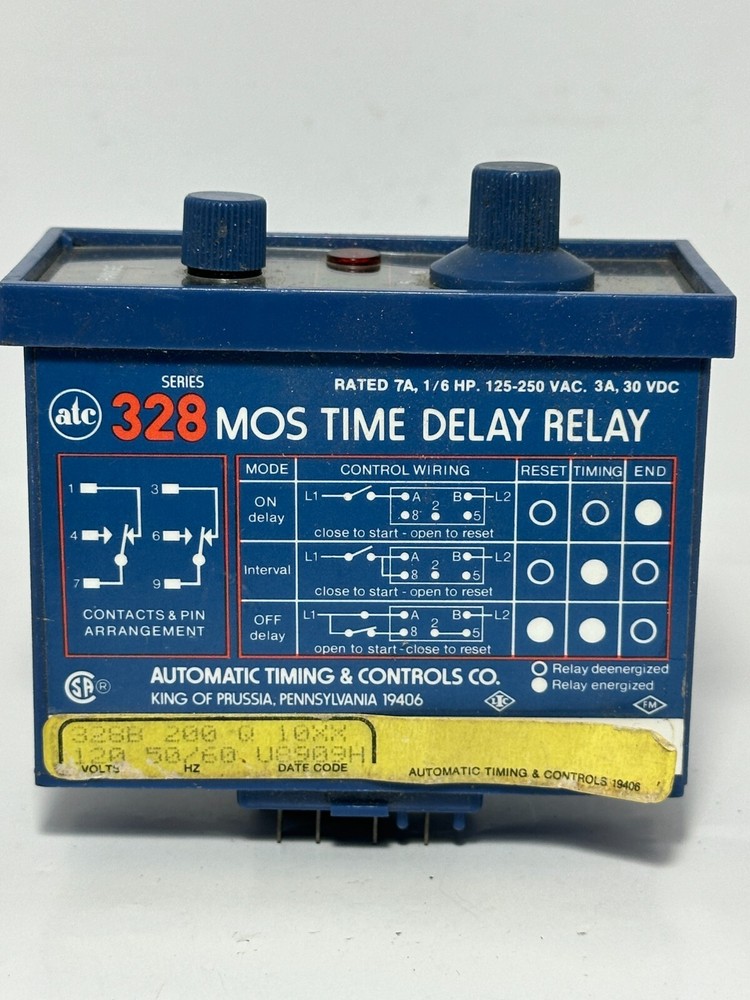 SERIES
atc 328 MOS TIME DELAY RELAY
RATED 7A, 1/6 HP. 125-250 VAC. 3A, 30 VDC
1 3
4 6
7 9
CONTACTS & PIN
ARRANGEMENT
MODE CONTROL WIRING RESET TIMING END
ON
delay
L1 A B L2
8 2 5
close to start - open to reset
Interval
L1 A B L2
8 2 5
close to start - open to reset
OFF
delay
L1 A B L2
8 2 5
open to start - close to reset
SA ®
AUTOMATIC TIMING & CONTROLS CO.
KING OF PRUSSIA, PENNSYLVANIA 19406
Relay deenergized
Relay energized
FM
328B 200 Q 10XX
120 50/60 U8909H
VOLTS HZ DATE CODE
AUTOMATIC TIMING & CONTROLS 19406